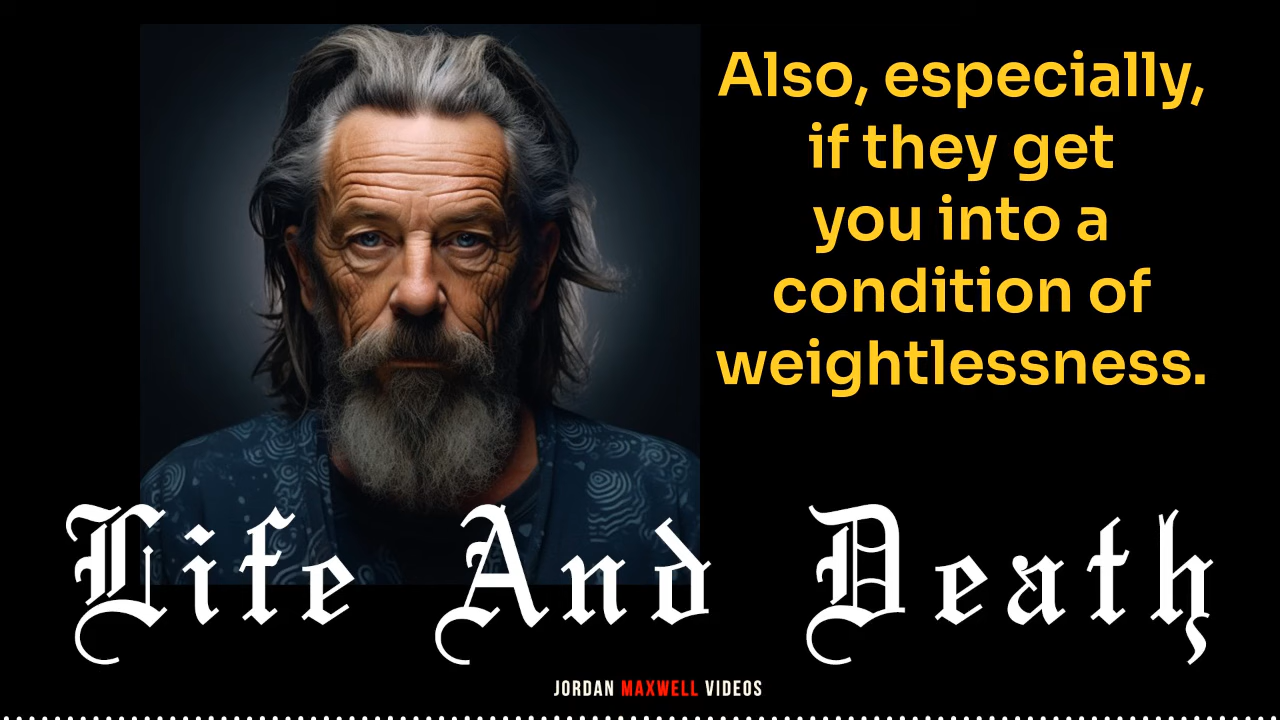 Also, especially,
if they get
you into a
condition of
weightlessness.
Life And Death
JORDAN MAXWELL VIDEOS